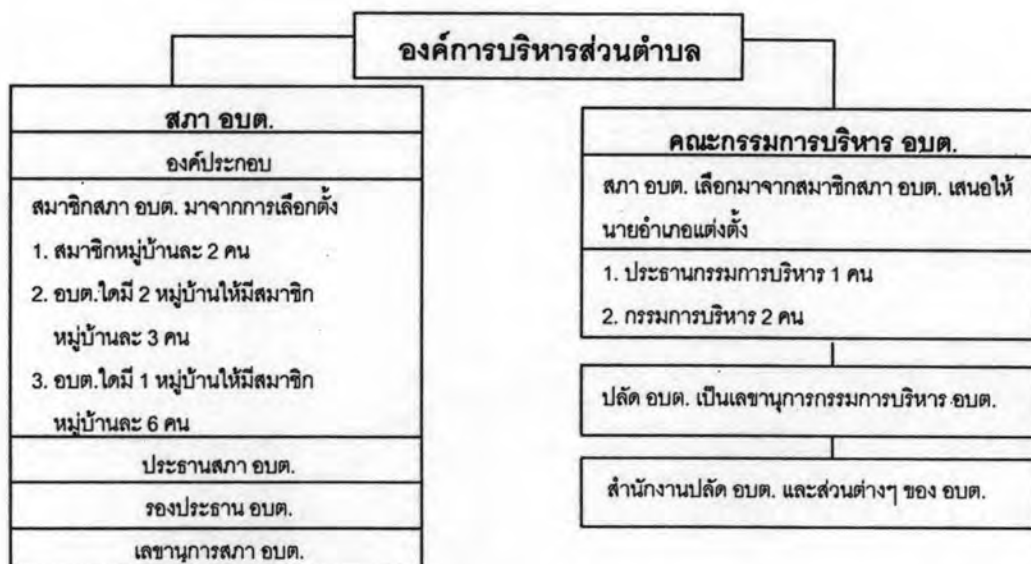 องค์การบริหารส่วนตำบล
สภา อบต.
องค์ประกอบ
สมาชิกสภา อบต. มาจากการเลือกตั้ง
1. สมาชิกหมู่บ้านละ 2 คน
2. อบต.ใดมี 2 หมู่บ้านให้มีสมาชิก
หมู่บ้านละ 3 คน
3. อบต.ใดมี 1 หมู่บ้านให้มีสมาชิก
หมู่บ้านละ 6 คน
ประธานสภา อบต.
รองประธาน อบต.
เลขานุการสภา อบต.
คณะกรรมการบริหาร อบต.
สภา อบต. เลือกมาจากสมาชิกสภา อบต. เสนอให้
นายอำเภอแต่งตั้ง
1. ประธานกรรมการบริหาร 1 คน
2. กรรมการบริหาร 2 คน
ปลัด อบต. เป็นเลขานุการกรรมการบริหาร อบต.
สำนักงานปลัด อบต. และส่วนต่างๆ ของ อบต.